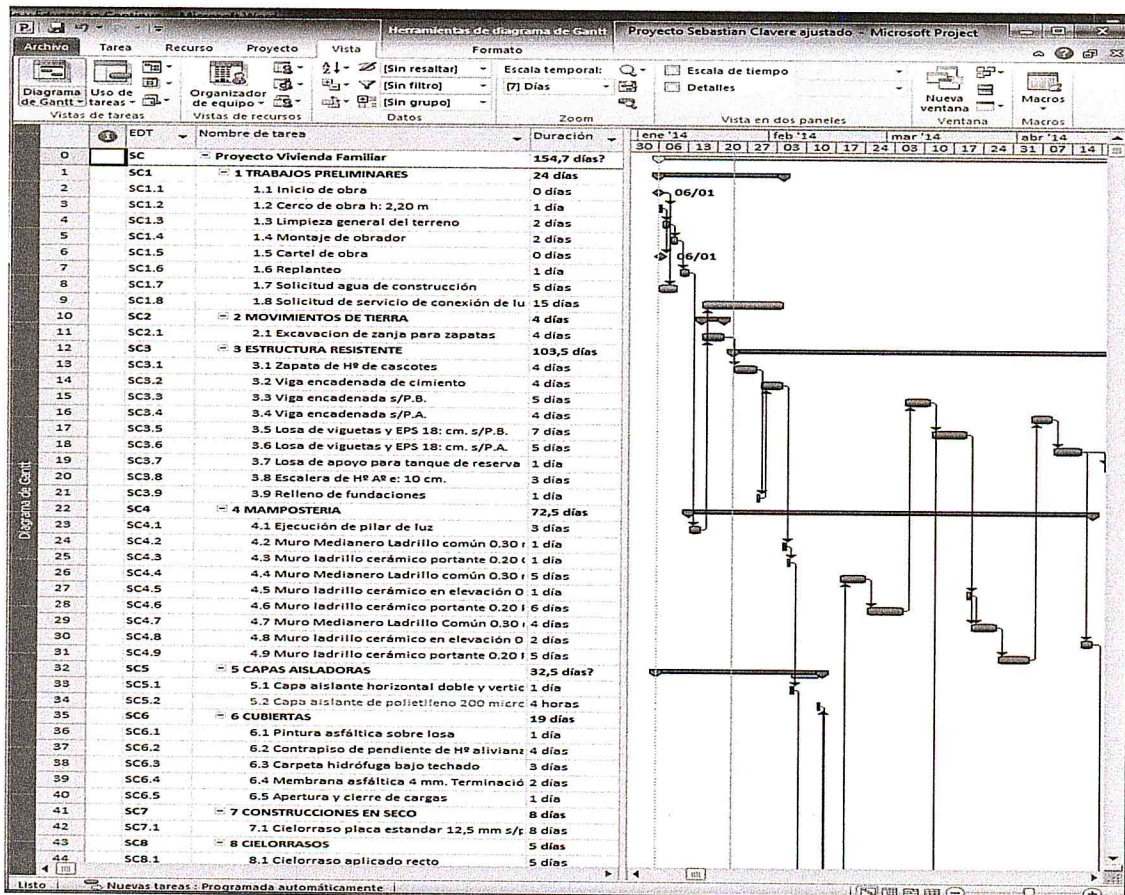 Herramientas de diagrama de Gantt Proyecto Sebastian Clavere ajustado - Microsoft Project
Archivo Tarea Recurso Proyecto Vista Formato
Diagrama de Gantt Uso de tareas Organizador de equipo [Sin resaltar] [Sin filtro] [Sin grupo] Escala temporal: [7] Días Escala de tiempo Detalles Nueva ventana Macros
Vistas de tareas Vistas de recursos Datos Zoom Vista en dos paneles Ventana Macros
EDT Nombre de tarea Duración ene '14 feb '14 mar '14 abr '14
30 06 13 20 27 03 10 17 24 03 10 17 24 31 07 14
0 SC Proyecto Vivienda Familiar 154,7 días?
1 SC1 1 TRABAJOS PRELIMINARES 24 días
2 SC1.1 1.1 Inicio de obra 0 días 06/01
3 SC1.2 1.2 Cerco de obra h: 2,20 m 1 día
4 SC1.3 1.3 Limpieza general del terreno 2 días
5 SC1.4 1.4 Montaje de obrador 2 días
6 SC1.5 1.5 Cartel de obra 0 días 06/01
7 SC1.6 1.6 Replanteo 1 día
8 SC1.7 1.7 Solicitud agua de construcción 5 días
9 SC1.8 1.8 Solicitud de servicio de conexión de lu 15 días
10 SC2 2 MOVIMIENTOS DE TIERRA 4 días
11 SC2.1 2.1 Excavacion de zanja para zapatas 4 días
12 SC3 3 ESTRUCTURA RESISTENTE 103,5 días
13 SC3.1 3.1 Zapata de Hº de cascotes 4 días
14 SC3.2 3.2 Viga encadenada de cimiento 4 días
15 SC3.3 3.3 Viga encadenada s/P.B. 5 días
16 SC3.4 3.4 Viga encadenada s/P.A. 4 días
17 SC3.5 3.5 Losa de viguetas y EPS 18: cm. s/P.B. 7 días
18 SC3.6 3.6 Losa de viguetas y EPS 18: cm. s/P.A. 5 días
19 SC3.7 3.7 Losa de apoyo para tanque de reserva 1 día
20 SC3.8 3.8 Escalera de Hº Aº e: 10 cm. 3 días
21 SC3.9 3.9 Relleno de fundaciones 1 día
22 SC4 4 MAMPOSTERIA 72,5 días
23 SC4.1 4.1 Ejecución de pilar de luz 3 días
24 SC4.2 4.2 Muro Medianero Ladrillo común 0.30 1 día
25 SC4.3 4.3 Muro ladrillo cerámico portante 0.20 1 día
26 SC4.4 4.4 Muro Medianero Ladrillo común 0.30 5 días
27 SC4.5 4.5 Muro ladrillo cerámico en elevación 0 1 día
28 SC4.6 4.6 Muro ladrillo cerámico portante 0.20 6 días
29 SC4.7 4.7 Muro Medianero Ladrillo Común 0.30 4 días
30 SC4.8 4.8 Muro ladrillo cerámico en elevación 0 2 días
31 SC4.9 4.9 Muro ladrillo cerámico portante 0.20 5 días
32 SC5 5 CAPAS AISLADORAS 32,5 días?
33 SC5.1 5.1 Capa aislante horizontal doble y vertic 1 día
34 SC5.2 5.2 Capa aislante de polietileno 200 micro 4 horas
35 SC6 6 CUBIERTAS 19 días
36 SC6.1 6.1 Pintura asfáltica sobre losa 1 día
37 SC6.2 6.2 Contrapiso de pendiente de Hº aliviana 4 días
38 SC6.3 6.3 Carpeta hidrófuga bajo techado 3 días
39 SC6.4 6.4 Membrana asfáltica 4 mm. Terminació 2 días
40 SC6.5 6.5 Apertura y cierre de cargas 1 día
41 SC7 7 CONSTRUCCIONES EN SECO 8 días
42 SC7.1 7.1 Cielorraso placa estandar 12,5 mm s/p 8 días
43 SC8 8 CIELORRASOS 5 días
44 SC8.1 8.1 Cielorraso aplicado recto 5 días
Diagrama de Gantt
Listo Nuevas tareas : Programada automáticamente